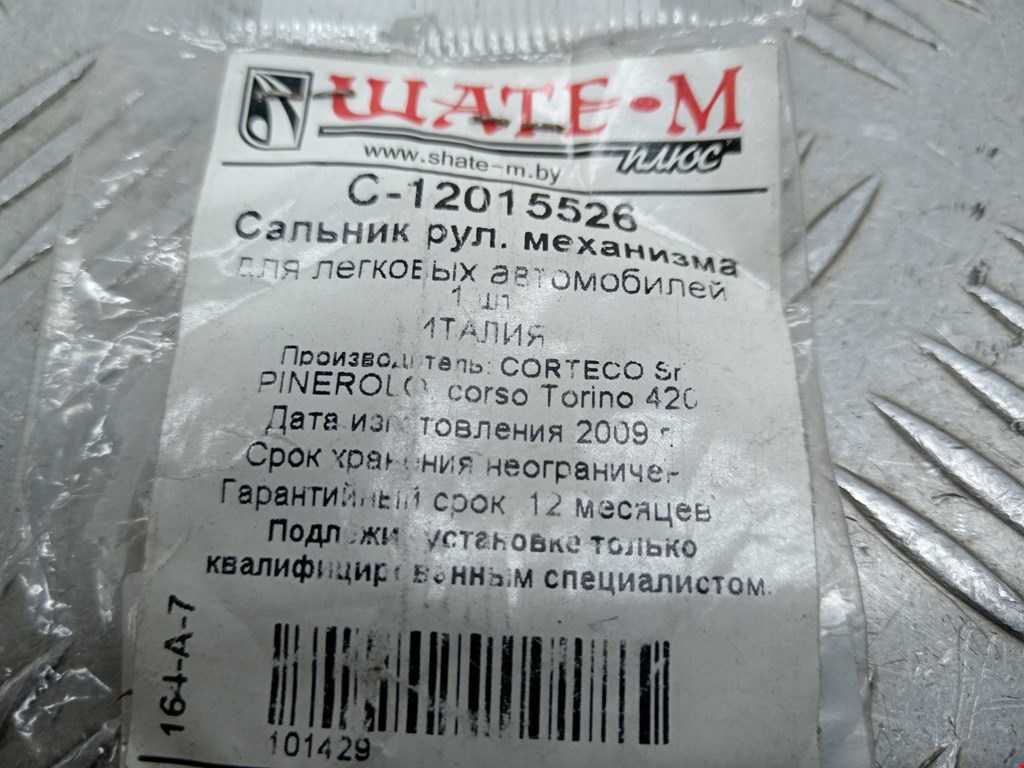 ШАТЕ-М
плюс
www.shate-m.by
С-12015526
Сальник рул. механизма
для легковых автомобилей
1 шт
ИТАЛИЯ
Производитель: CORTECO Sr
PINEROLO, corso Torino 420
Дата изготовления 2009 г.
Срок хранения неограничен
Гарантийный срок 12 месяцев
Подлежит установке только
квалифицированным специалистом.
164-A-7
101429